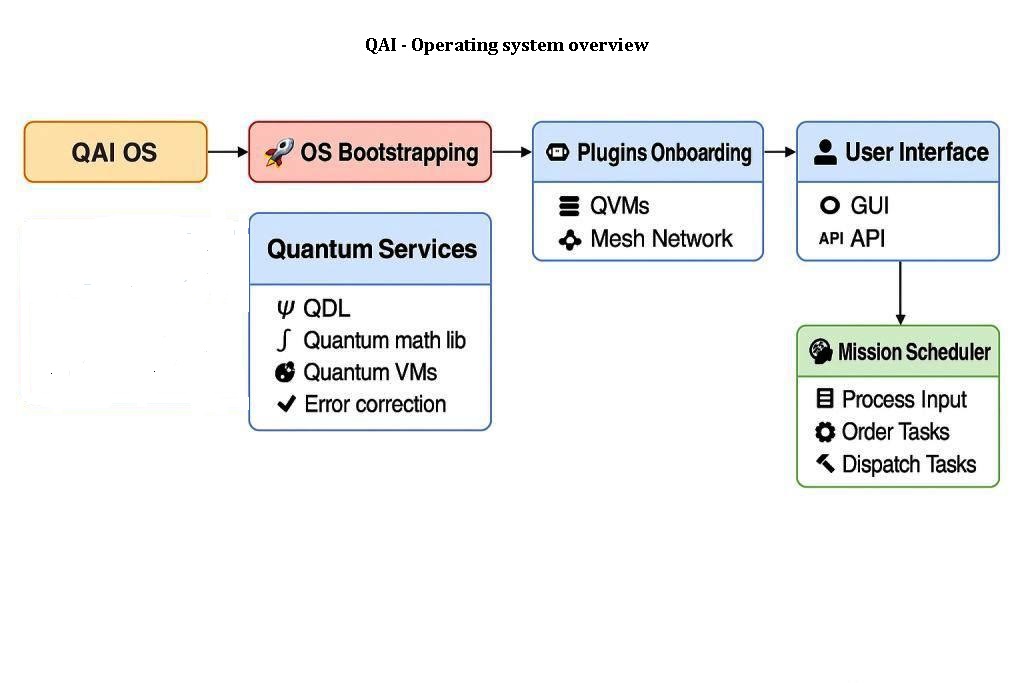 QAI - Operating system overview
QAI OS
OS Bootstrapping
Plugins Onboarding
QVMs
Mesh Network
User Interface
GUI
API API
Quantum Services
ψ QDL
∫ Quantum math lib
Quantum VMs
Error correction
Mission Scheduler
Process Input
Order Tasks
Dispatch Tasks